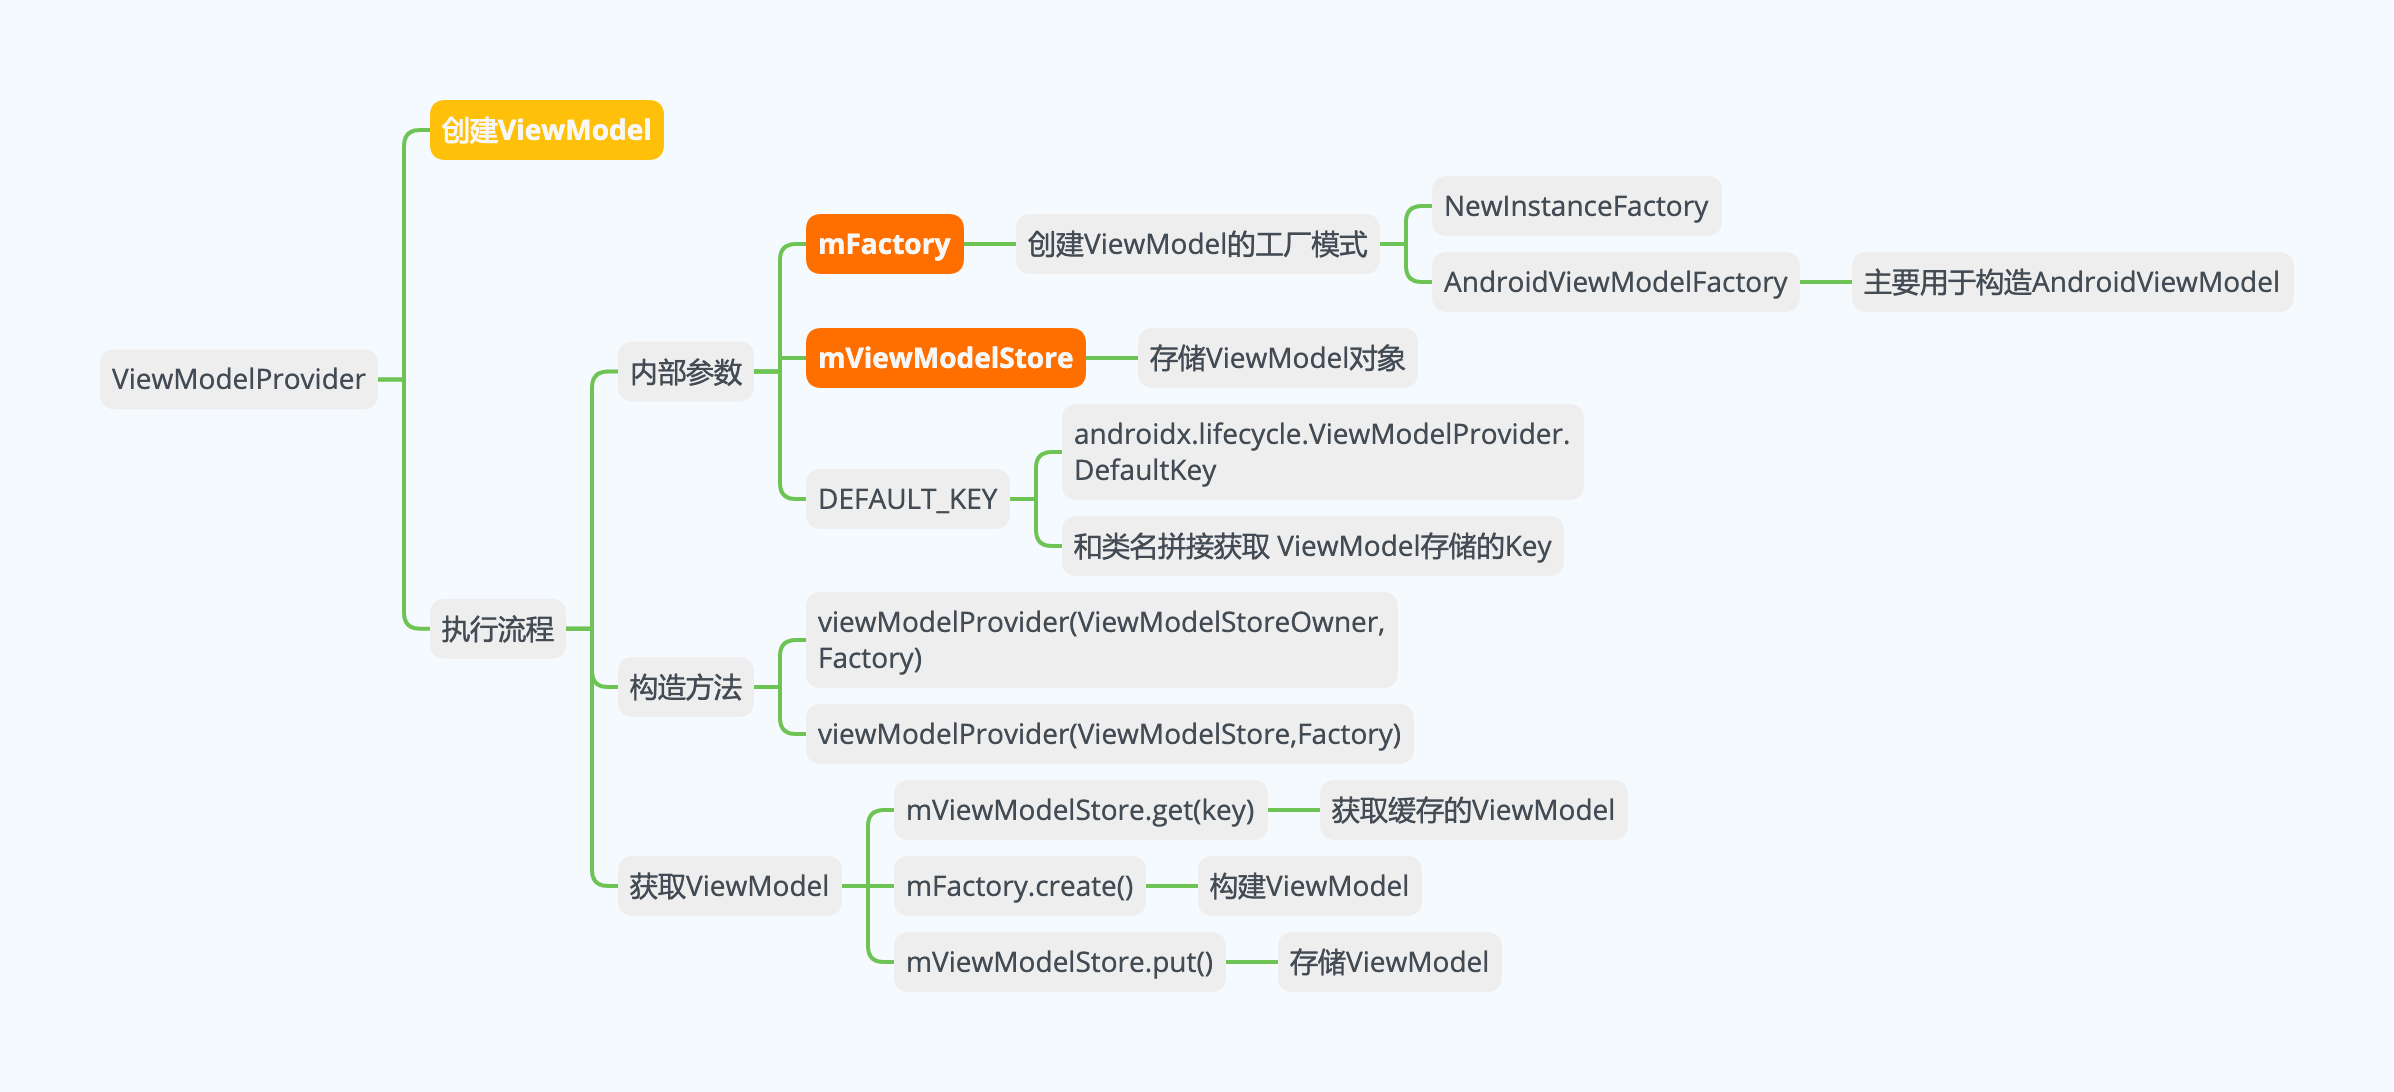 ViewModelProvider
创建ViewModel
执行流程
内部参数
mFactory
创建ViewModel的工厂模式
NewInstanceFactory
AndroidViewModelFactory
主要用于构造AndroidViewModel
mViewModelStore
存储ViewModel对象
DEFAULT_KEY
androidx.lifecycle.ViewModelProvider.
DefaultKey
和类名拼接获取 ViewModel存储的Key
构造方法
viewModelProvider(ViewModelStoreOwner,
Factory)
viewModelProvider(ViewModelStore,Factory)
获取ViewModel
mViewModelStore.get(key)
获取缓存的ViewModel
mFactory.create()
构建ViewModel
mViewModelStore.put()
存储ViewModel